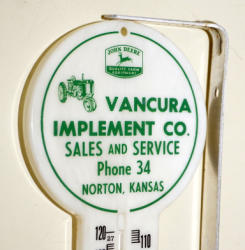 JOHN DEERE
QUALITY FARM
EQUIPMENT
VANCURA
IMPLEMENT CO.
SALES AND SERVICE
Phone 34
NORTON, KANSAS
120
110